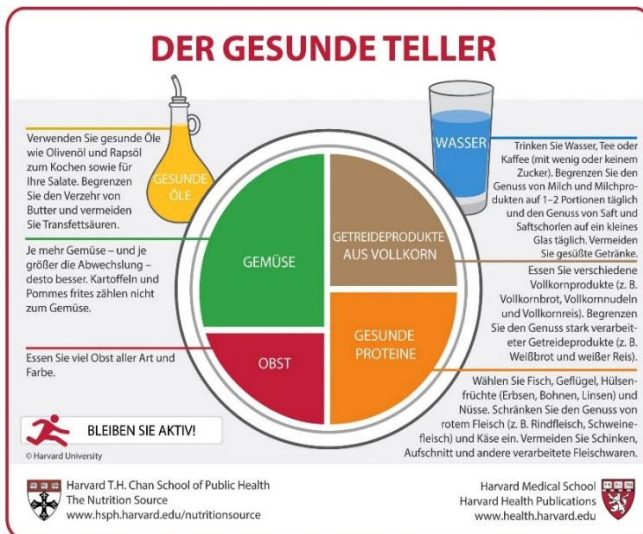 DER GESUNDE TELLER
Verwenden Sie gesunde Öle
wie Olivenöl und Rapsöl
zum Kochen sowie für
Ihre Salate. Begrenzen
Sie den Verzehr von
Butter und vermeiden
Sie Transfettsäuren.
GESUNDE
ÖLE
Je mehr Gemüse – und je
größer die Abwechslung –
desto besser. Kartoffeln und
Pommes frites zählen nicht
zum Gemüse.
Essen Sie viel Obst aller Art und
Farbe.
GEMÜSE
OBST
GETREIDEPRODUKTE
AUS VOLLKORN
GESUNDE
PROTEINE
WASSER
Trinken Sie Wasser, Tee oder
Kaffee (mit wenig oder keinem
Zucker). Begrenzen Sie den
Genuss von Milch und Milchpro-
dukten auf 1–2 Portionen täglich
und den Genuss von Saft und
Saftschorlen auf ein kleines
Glas täglich. Vermeiden
Sie gesüßte Getränke.
Essen Sie verschiedene
Vollkornprodukte (z. B.
Vollkornbrot, Vollkornnudeln
und Vollkornreis). Begrenzen
Sie den Genuss stark verarbei-
teter Getreideprodukte (z. B.
Weißbrot und weißer Reis).
Wählen Sie Fisch, Geflügel, Hülsen-
früchte (Erbsen, Bohnen, Linsen) und
Nüsse. Schränken Sie den Genuss von
rotem Fleisch (z. B. Rindfleisch, Schweine-
fleisch) und Käse ein. Vermeiden Sie Schinken,
Aufschnitt und andere verarbeitete Fleischwaren.
BLEIBEN SIE AKTIV!
© Harvard University
Harvard T.H. Chan School of Public Health
The Nutrition Source
www.hsph.harvard.edu/nutritionsource
Harvard Medical School
Harvard Health Publications
www.health.harvard.edu